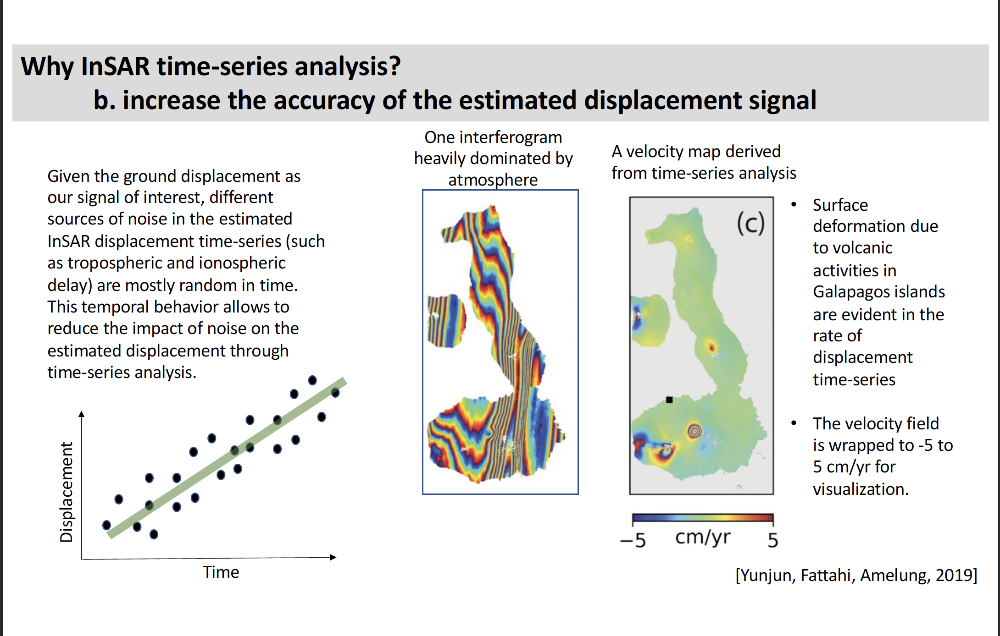 Why InSAR time-series analysis?
b. increase the accuracy of the estimated displacement signal
Given the ground displacement as
our signal of interest, different
sources of noise in the estimated
InSAR displacement time-series (such
as tropospheric and ionospheric
delay) are mostly random in time.
This temporal behavior allows to
reduce the impact of noise on the
estimated displacement through
time-series analysis.
Displacement
Time
One interferogram
heavily dominated by
atmosphere
A velocity map derived
from time-series analysis
(c)
−5
cm/yr
5
• Surface
deformation due
to volcanic
activities in
Galapagos islands
are evident in the
rate of
displacement
time-series
• The velocity field
is wrapped to -5 to
5 cm/yr for
visualization.
[Yunjun, Fattahi, Amelung, 2019]